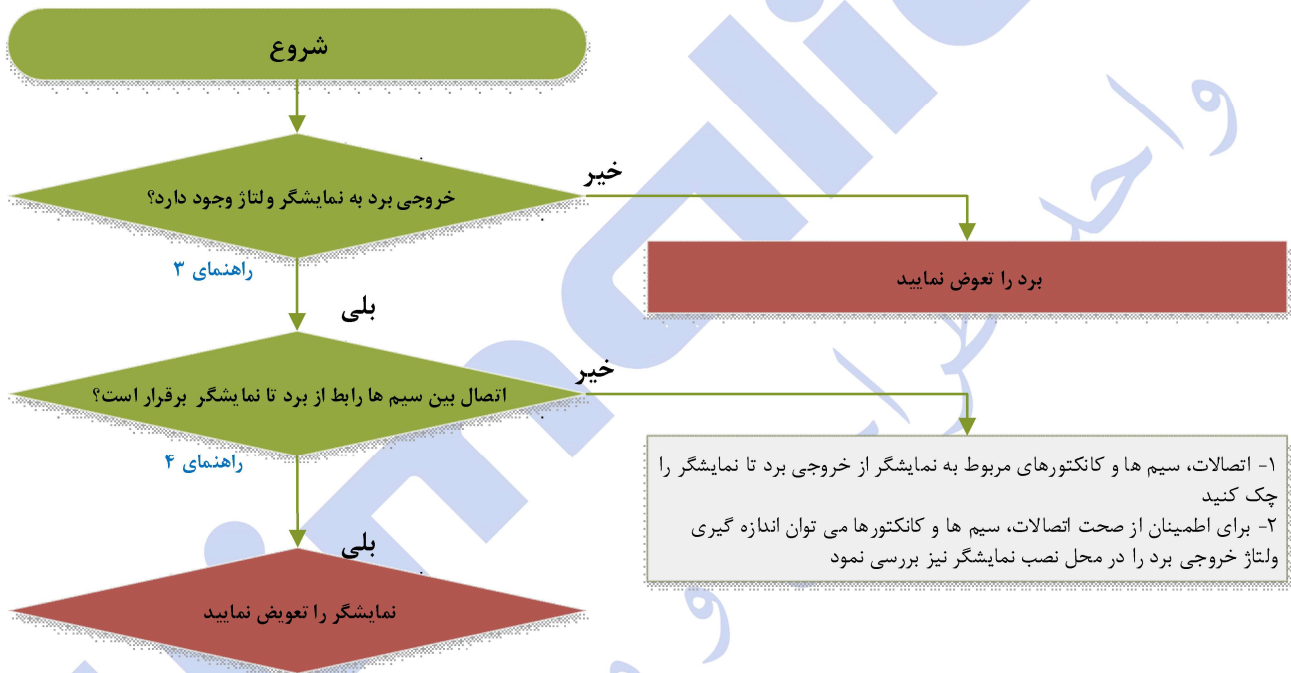 شروع
خروجی برد به نمایشگر ولتاژ وجود دارد؟
خیر
راهنمای ۳
برد را تعوض نمایید
بلی
اتصال بین سیم ها رابط از برد تا نمایشگر برقرار است؟
خیر
راهنمای ۴
۱- اتصالات، سیم ها و کانکتورهای مربوط به نمایشگر از خروجی برد تا نمایشگر را
چک کنید
۲- برای اطمینان از صحت اتصالات، سیم ها و کانکتورها می توان اندازه گیری
ولتاژ خروجی برد را در محل نصب نمایشگر نیز بررسی نمود
بلی
نمایشگر را تعویض نمایید